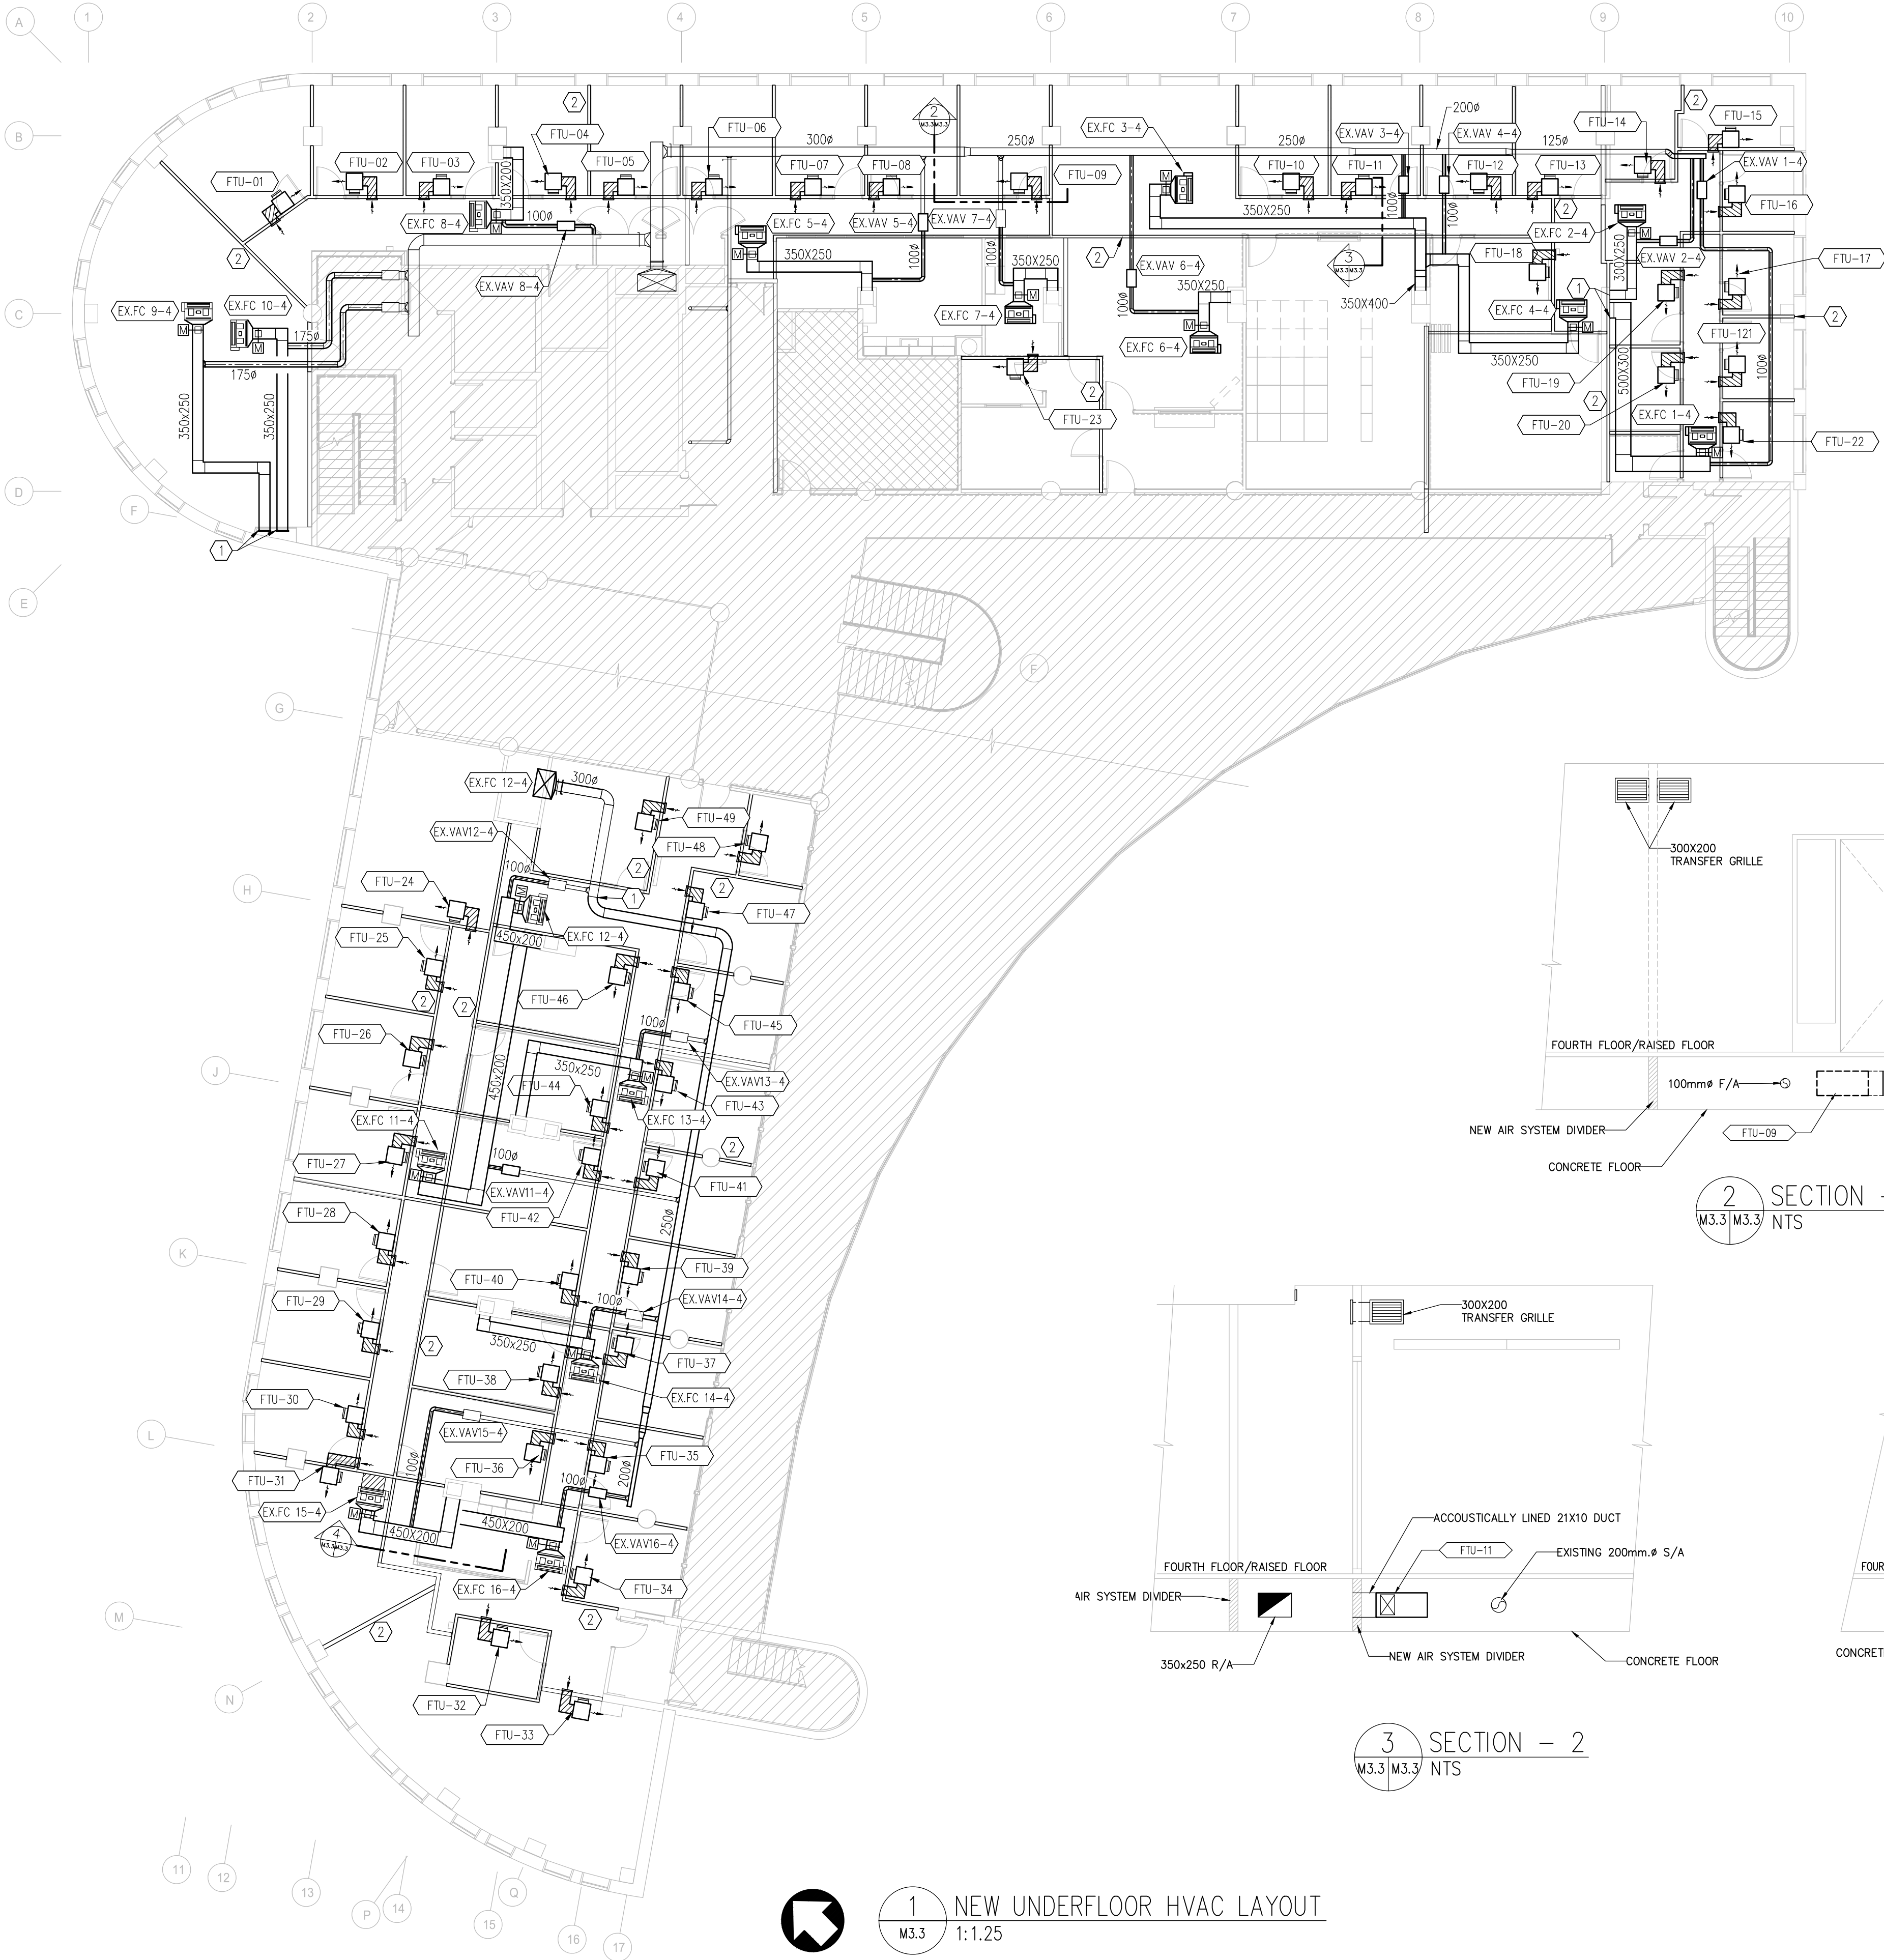 A
1
2
3
4
5
6
7
8
9
10
B
C
D
E
F
F
G
H
J
K
L
M
N
P
Q
11
12
13
14
15
16
17
2
2
2
M3.3
M3.3
200ø
FTU-04
FTU-06
300ø
250ø
EX.FC 3-4
250ø
EX.VAV 3-4
EX.VAV 4-4
125ø
FTU-14
FTU-15
FTU-01
FTU-02
FTU-03
350X200
FTU-05
FTU-07
FTU-08
FTU-09
FTU-10
FTU-11
FTU-12
FTU-13
EX.VAV 1-4
FTU-16
EX.FC 8-4
M
100ø
EX.FC 5-4
EX.VAV 5-4
EX.VAV 7-4
M
350X250
100ø
100ø
2
EX.FC 2-4
M
2
EX.VAV 8-4
M
350X250
100ø
100ø
350X250
2
EX.VAV 6-4
3
M3.3
M3.3
FTU-18
300X250
EX.VAV 2-4
FTU-17
EX.FC 9-4
EX.FC 10-4
M
M
175ø
175ø
EX.FC 7-4
M
100ø
350X250
M
EX.FC 6-4
350X400
EX.FC 4-4
M
1
2
350X250
FTU-121
FTU-19
500X300
100ø
350X250
350X250
FTU-23
2
2
FTU-20
EX.FC 1-4
M
FTU-22
1
EX.FC 12-4
300ø
FTU-49
EX.VAV12-4
FTU-48
100ø
2
2
FTU-24
M
1
FTU-47
FTU-25
450x200
EX.FC 12-4
2
2
FTU-46
FTU-26
100ø
FTU-45
450x200
350x250
M
EX.VAV13-4
FTU-44
FTU-43
EX.FC 11-4
EX.FC 13-4
2
FTU-27
M
100ø
EX.VAV11-4
FTU-41
FTU-28
FTU-42
250ø
FTU-40
FTU-39
FTU-29
100ø
EX.VAV14-4
2
350x250
M
FTU-37
FTU-38
EX.FC 14-4
FTU-30
EX.VAV15-4
100ø
FTU-36
FTU-35
FTU-31
100ø
200ø
EX.FC 15-4
M
450X200
450X200
4
M3.3
M3.3
M
EX.VAV16-4
EX.FC 16-4
FTU-34
2
2
FTU-32
FTU-33
300X200
TRANSFER GRILLE
FOURTH FLOOR/RAISED FLOOR
100mmø F/A
NEW AIR SYSTEM DIVIDER
FTU-09
CONCRETE FLOOR
2
M3.3
M3.3
SECTION -
NTS
300X200
TRANSFER GRILLE
ACCOUSTICALLY LINED 21X10 DUCT
FTU-11
EXISTING 200mm.ø S/A
FOURTH FLOOR/RAISED FLOOR
AIR SYSTEM DIVIDER
NEW AIR SYSTEM DIVIDER
350x250 R/A
CONCRETE FLOOR
FOUR
CONCRET
3
M3.3
M3.3
SECTION - 2
NTS
1
M3.3
NEW UNDERFLOOR HVAC LAYOUT
1:1.25